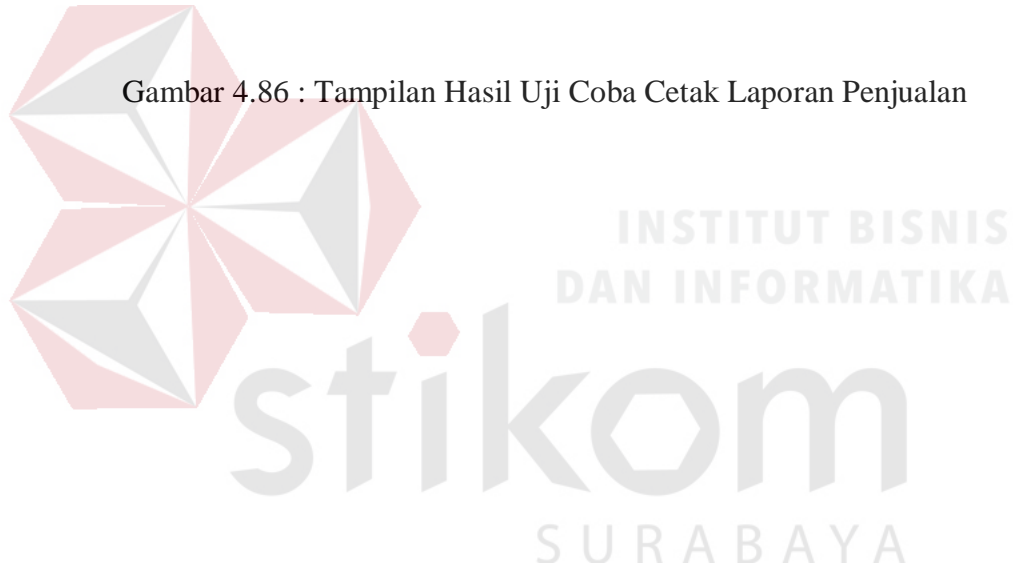 Gambar 4.86 : Tampilan Hasil Uji Coba Cetak Laporan Penjualan
INSTITUT BISNIS
DAN INFORMATIKA
stikom
SURABAYA